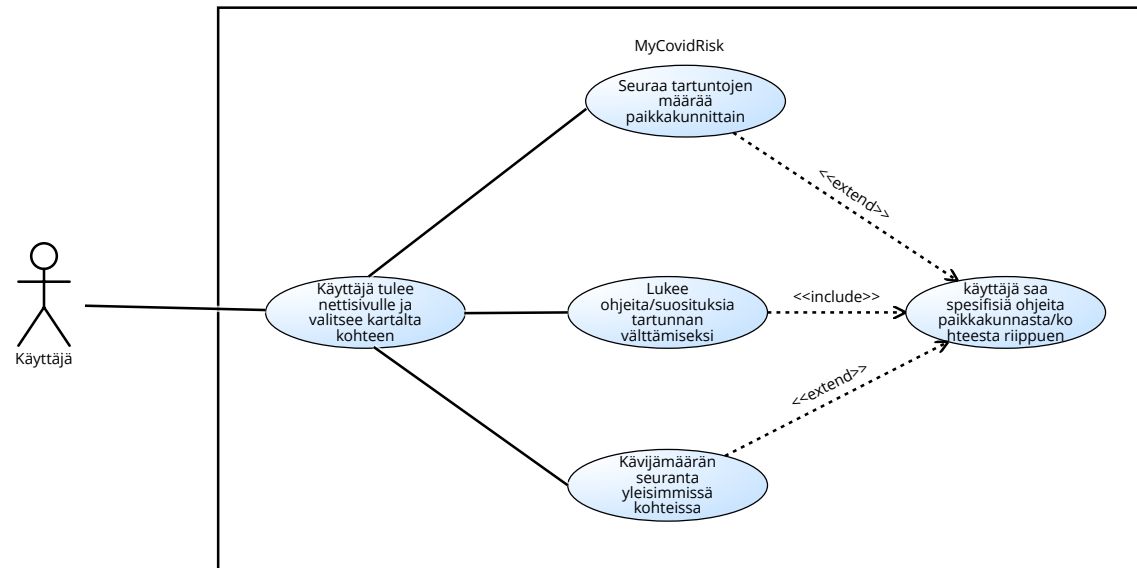 MyCovidRisk
Seuraa tartuntojen
määrää
paikkakunnittain
<<extend>>
Käyttäjä
Käyttäjä tulee
nettisivulle ja
valitsee kartalta
kohteen
Lukee
ohjeita/suosituksia
tartunnan
välttämiseksi
<<include>>
käyttäjä saa
spesifisiä ohjeita
paikkakunnasta/ko
hteesta riippuen
<<extend>>
Kävijämäärän
seuranta
yleisimmissä
kohteissa